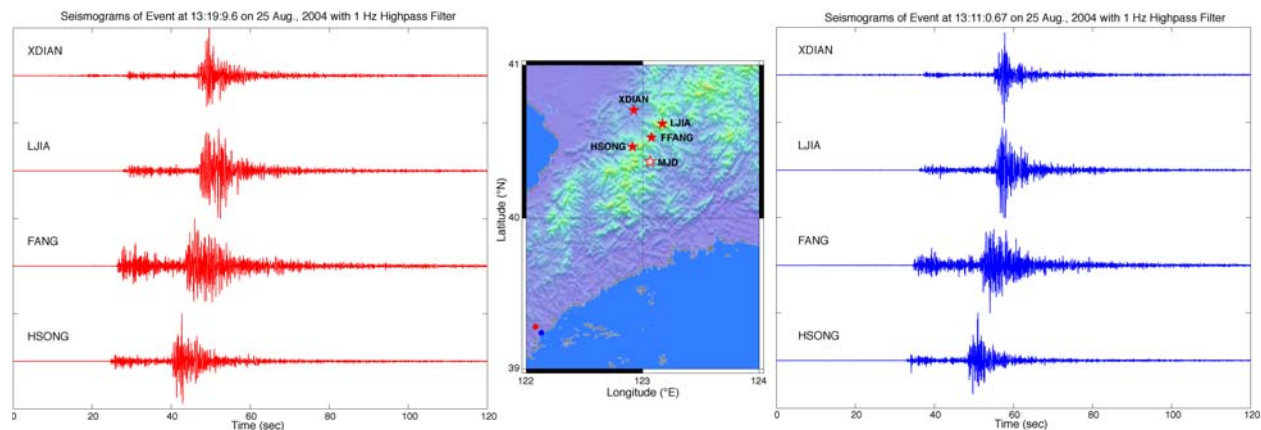 Seismograms of Event at 13:19:9.6 on 25 Aug., 2004 with 1 Hz Highpass Filter
XDIAN
LJIA
FANG
HSONG
0 20 40 60 80 100 120
Time (sec)
41
40
39
Latitude (°N)
XDIAN
LJIA
FFANG
HSONG
MJD
122 123 124
Longitude (°E)
Seismograms of Event at 13:11:0.67 on 25 Aug., 2004 with 1 Hz Highpass Filter
XDIAN
LJIA
FANG
HSONG
0 20 40 60 80 100 120
Time (sec)